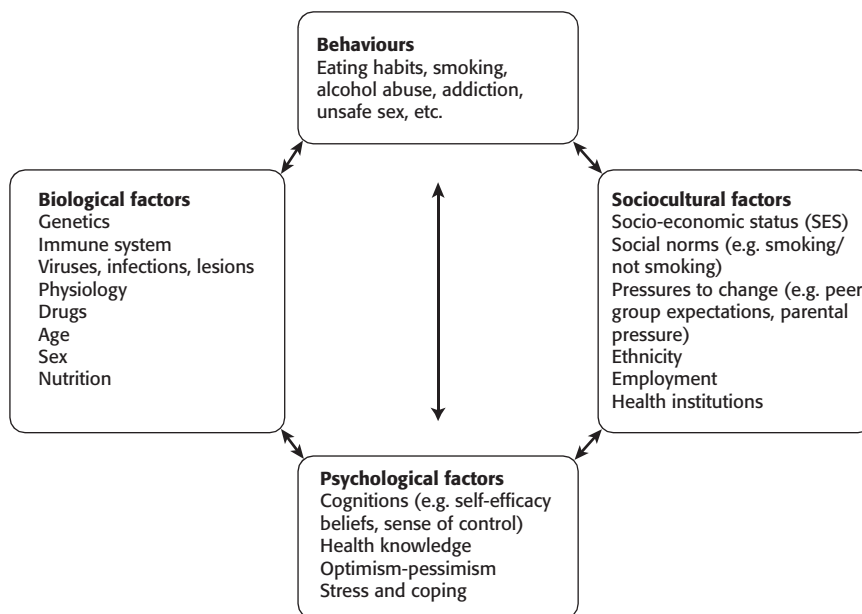 Behaviours
Eating habits, smoking,
alcohol abuse, addiction,
unsafe sex, etc.
Biological factors
Genetics
Immune system
Viruses, infections, lesions
Physiology
Drugs
Age
Sex
Nutrition
Sociocultural factors
Socio-economic status (SES)
Social norms (e.g. smoking/
not smoking)
Pressures to change (e.g. peer
group expectations, parental
pressure)
Ethnicity
Employment
Health institutions
Psychological factors
Cognitions (e.g. self-efficacy
beliefs, sense of control)
Health knowledge
Optimism-pessimism
Stress and coping